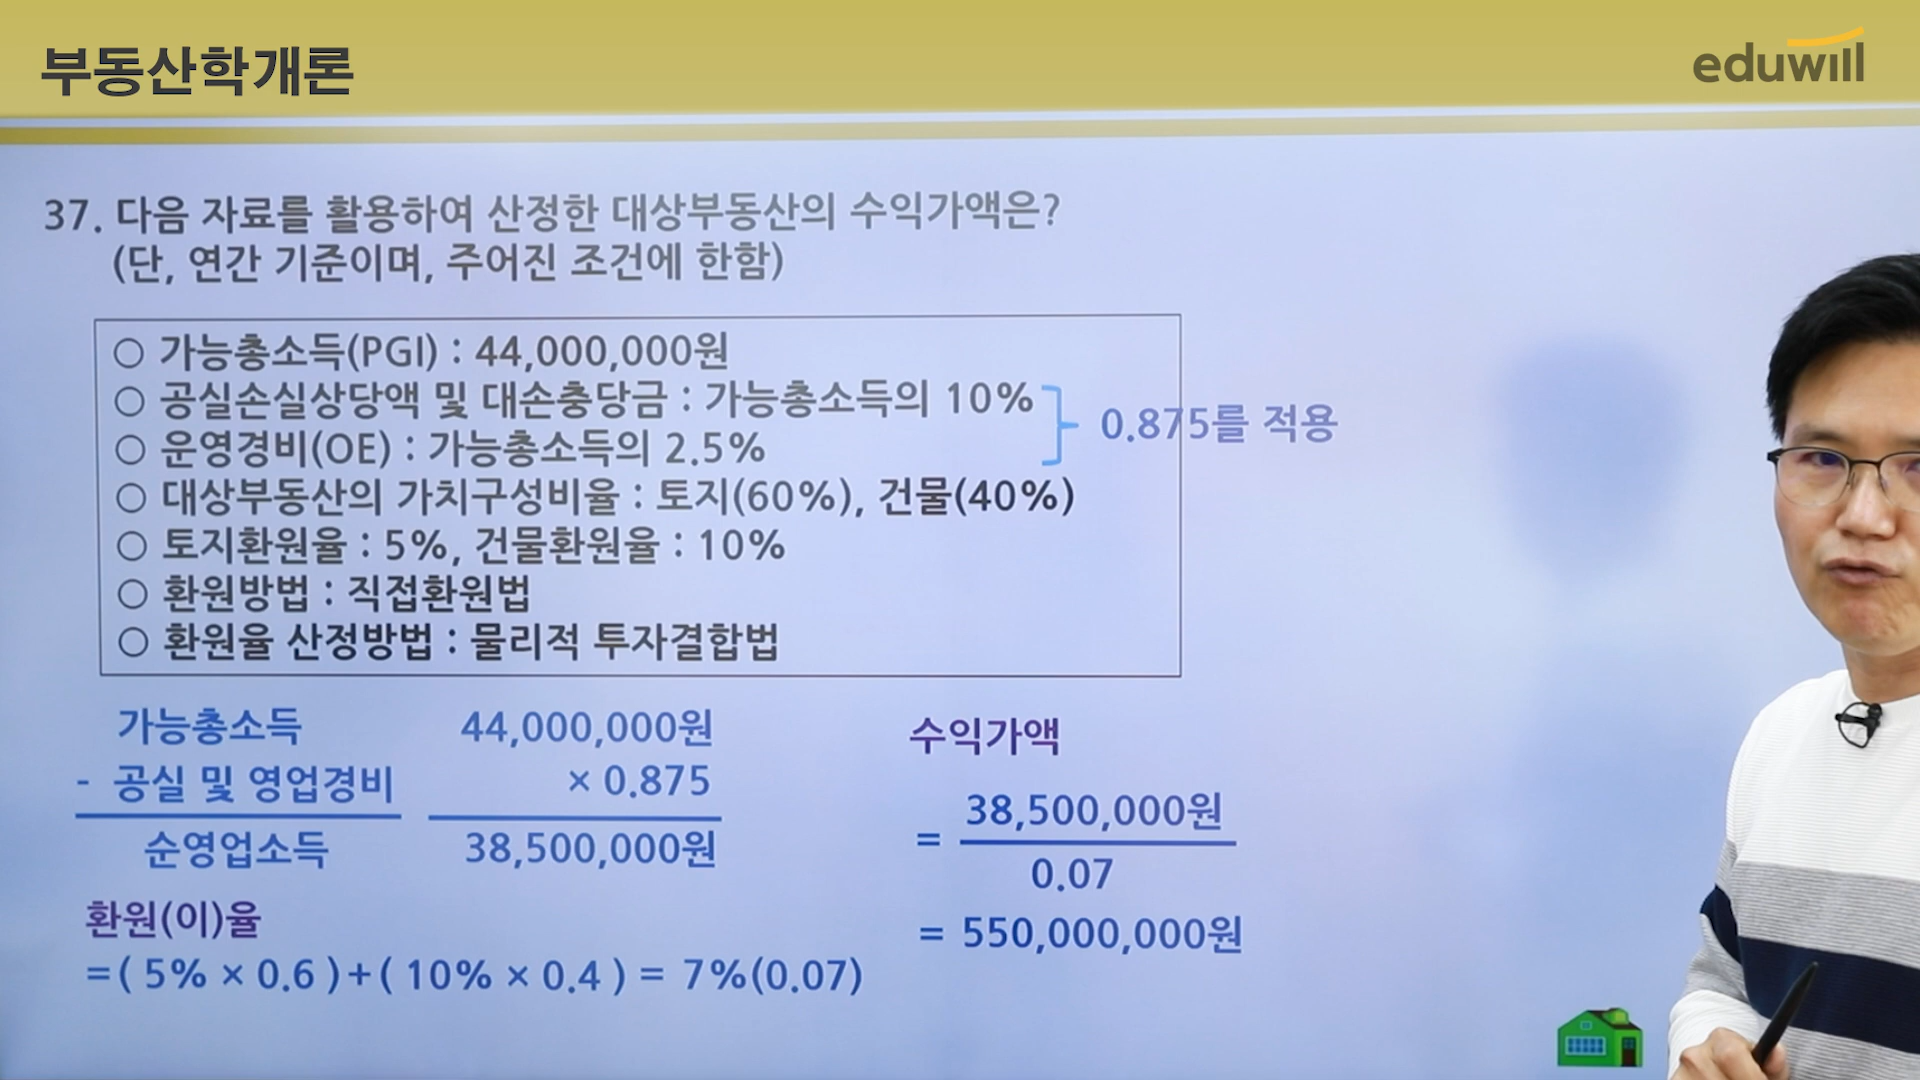 부동산학개론
eduwill
37. 다음 자료를 활용하여 산정한 대상부동산의 수익가액은?
(단, 연간 기준이며, 주어진 조건에 한함)
○ 가능총소득(PGI) : 44,000,000원
○ 공실손실상당액 및 대손충당금 : 가능총소득의 10%
○ 운영경비(OE) : 가능총소득의 2.5%
0.875를 적용
○ 대상부동산의 가치구성비율 : 토지(60%), 건물(40%)
○ 토지환원율 : 5%, 건물환원율 : 10%
○ 환원방법 : 직접환원법
○ 환원율 산정방법 : 물리적 투자결합법
가능총소득 44,000,000원
- 공실 및 영업경비 × 0.875
순영업소득 38,500,000원
환원(이)율
=( 5% × 0.6 )+( 10% × 0.4 ) = 7%(0.07)
수익가액
= 38,500,000원
0.07
= 550,000,000원